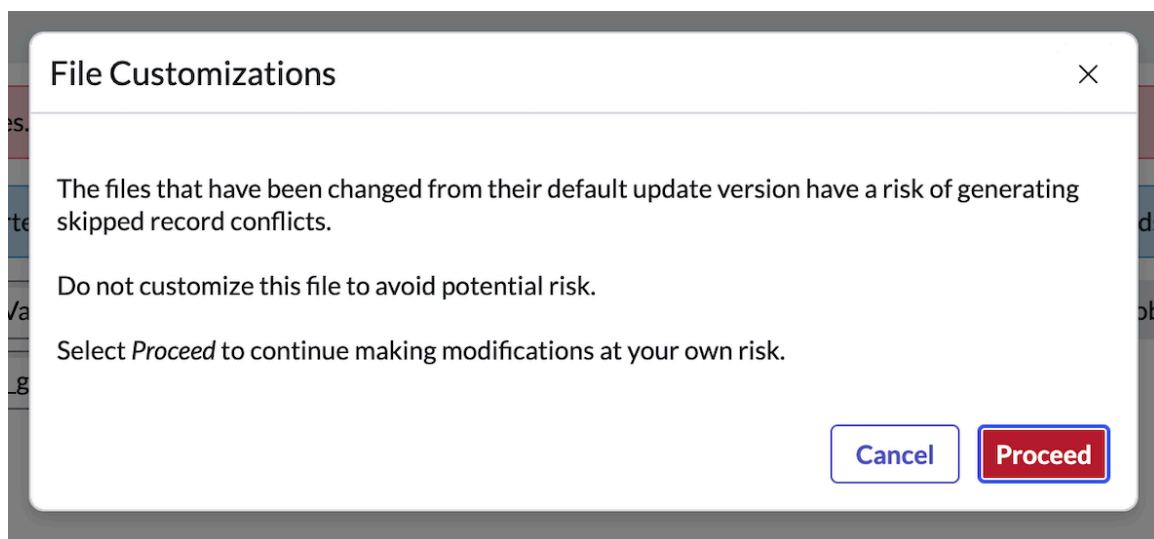 File Customizations
es.
The files that have been changed from their default update version have a risk of generating
skipped record conflicts.
Do not customize this file to avoid potential risk.
Select Proceed to continue making modifications at your own risk.
Cancel
Proceed